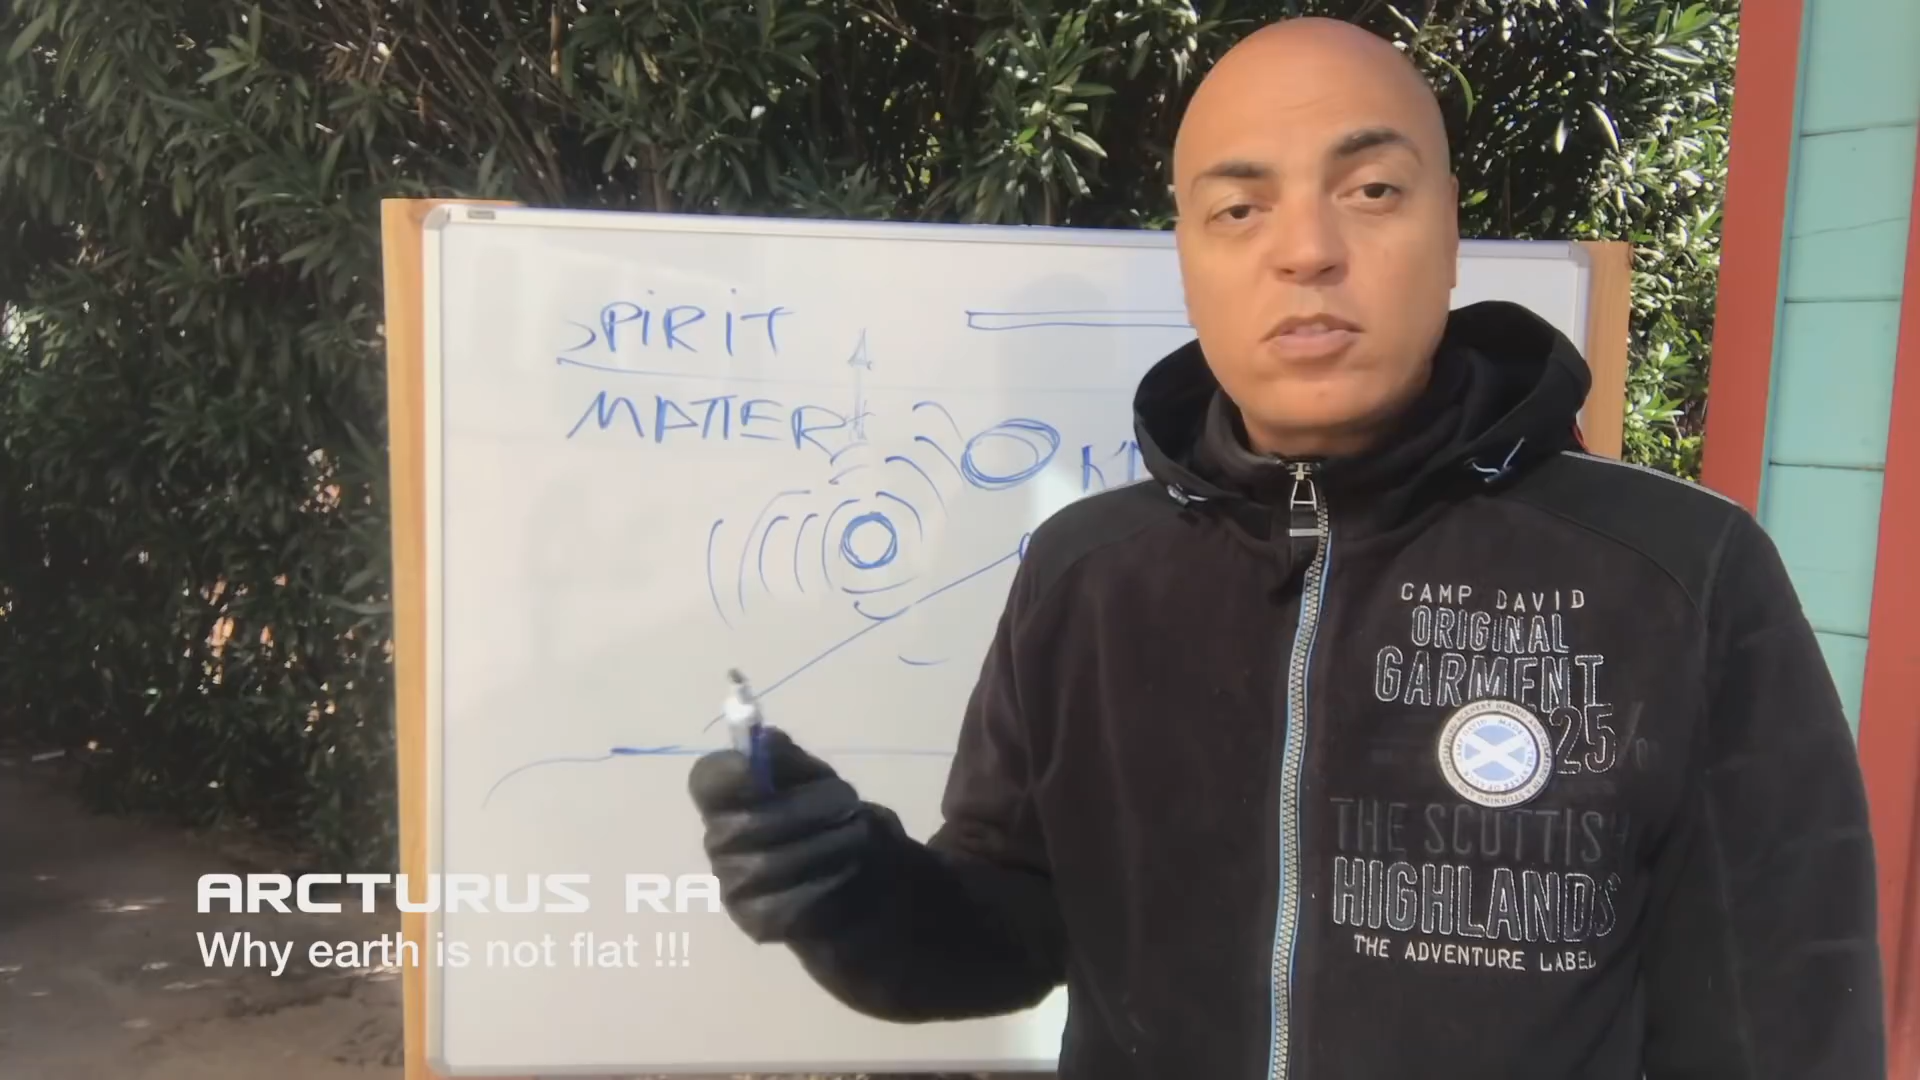 SPIRIT
MATTER
CAMP DAVID
ORIGINAL
GARMENT
25
THE SCOTTISH
HIGHLANDS
THE ADVENTURE LABEL
ARCTURUS RA
Why earth is not flat !!!